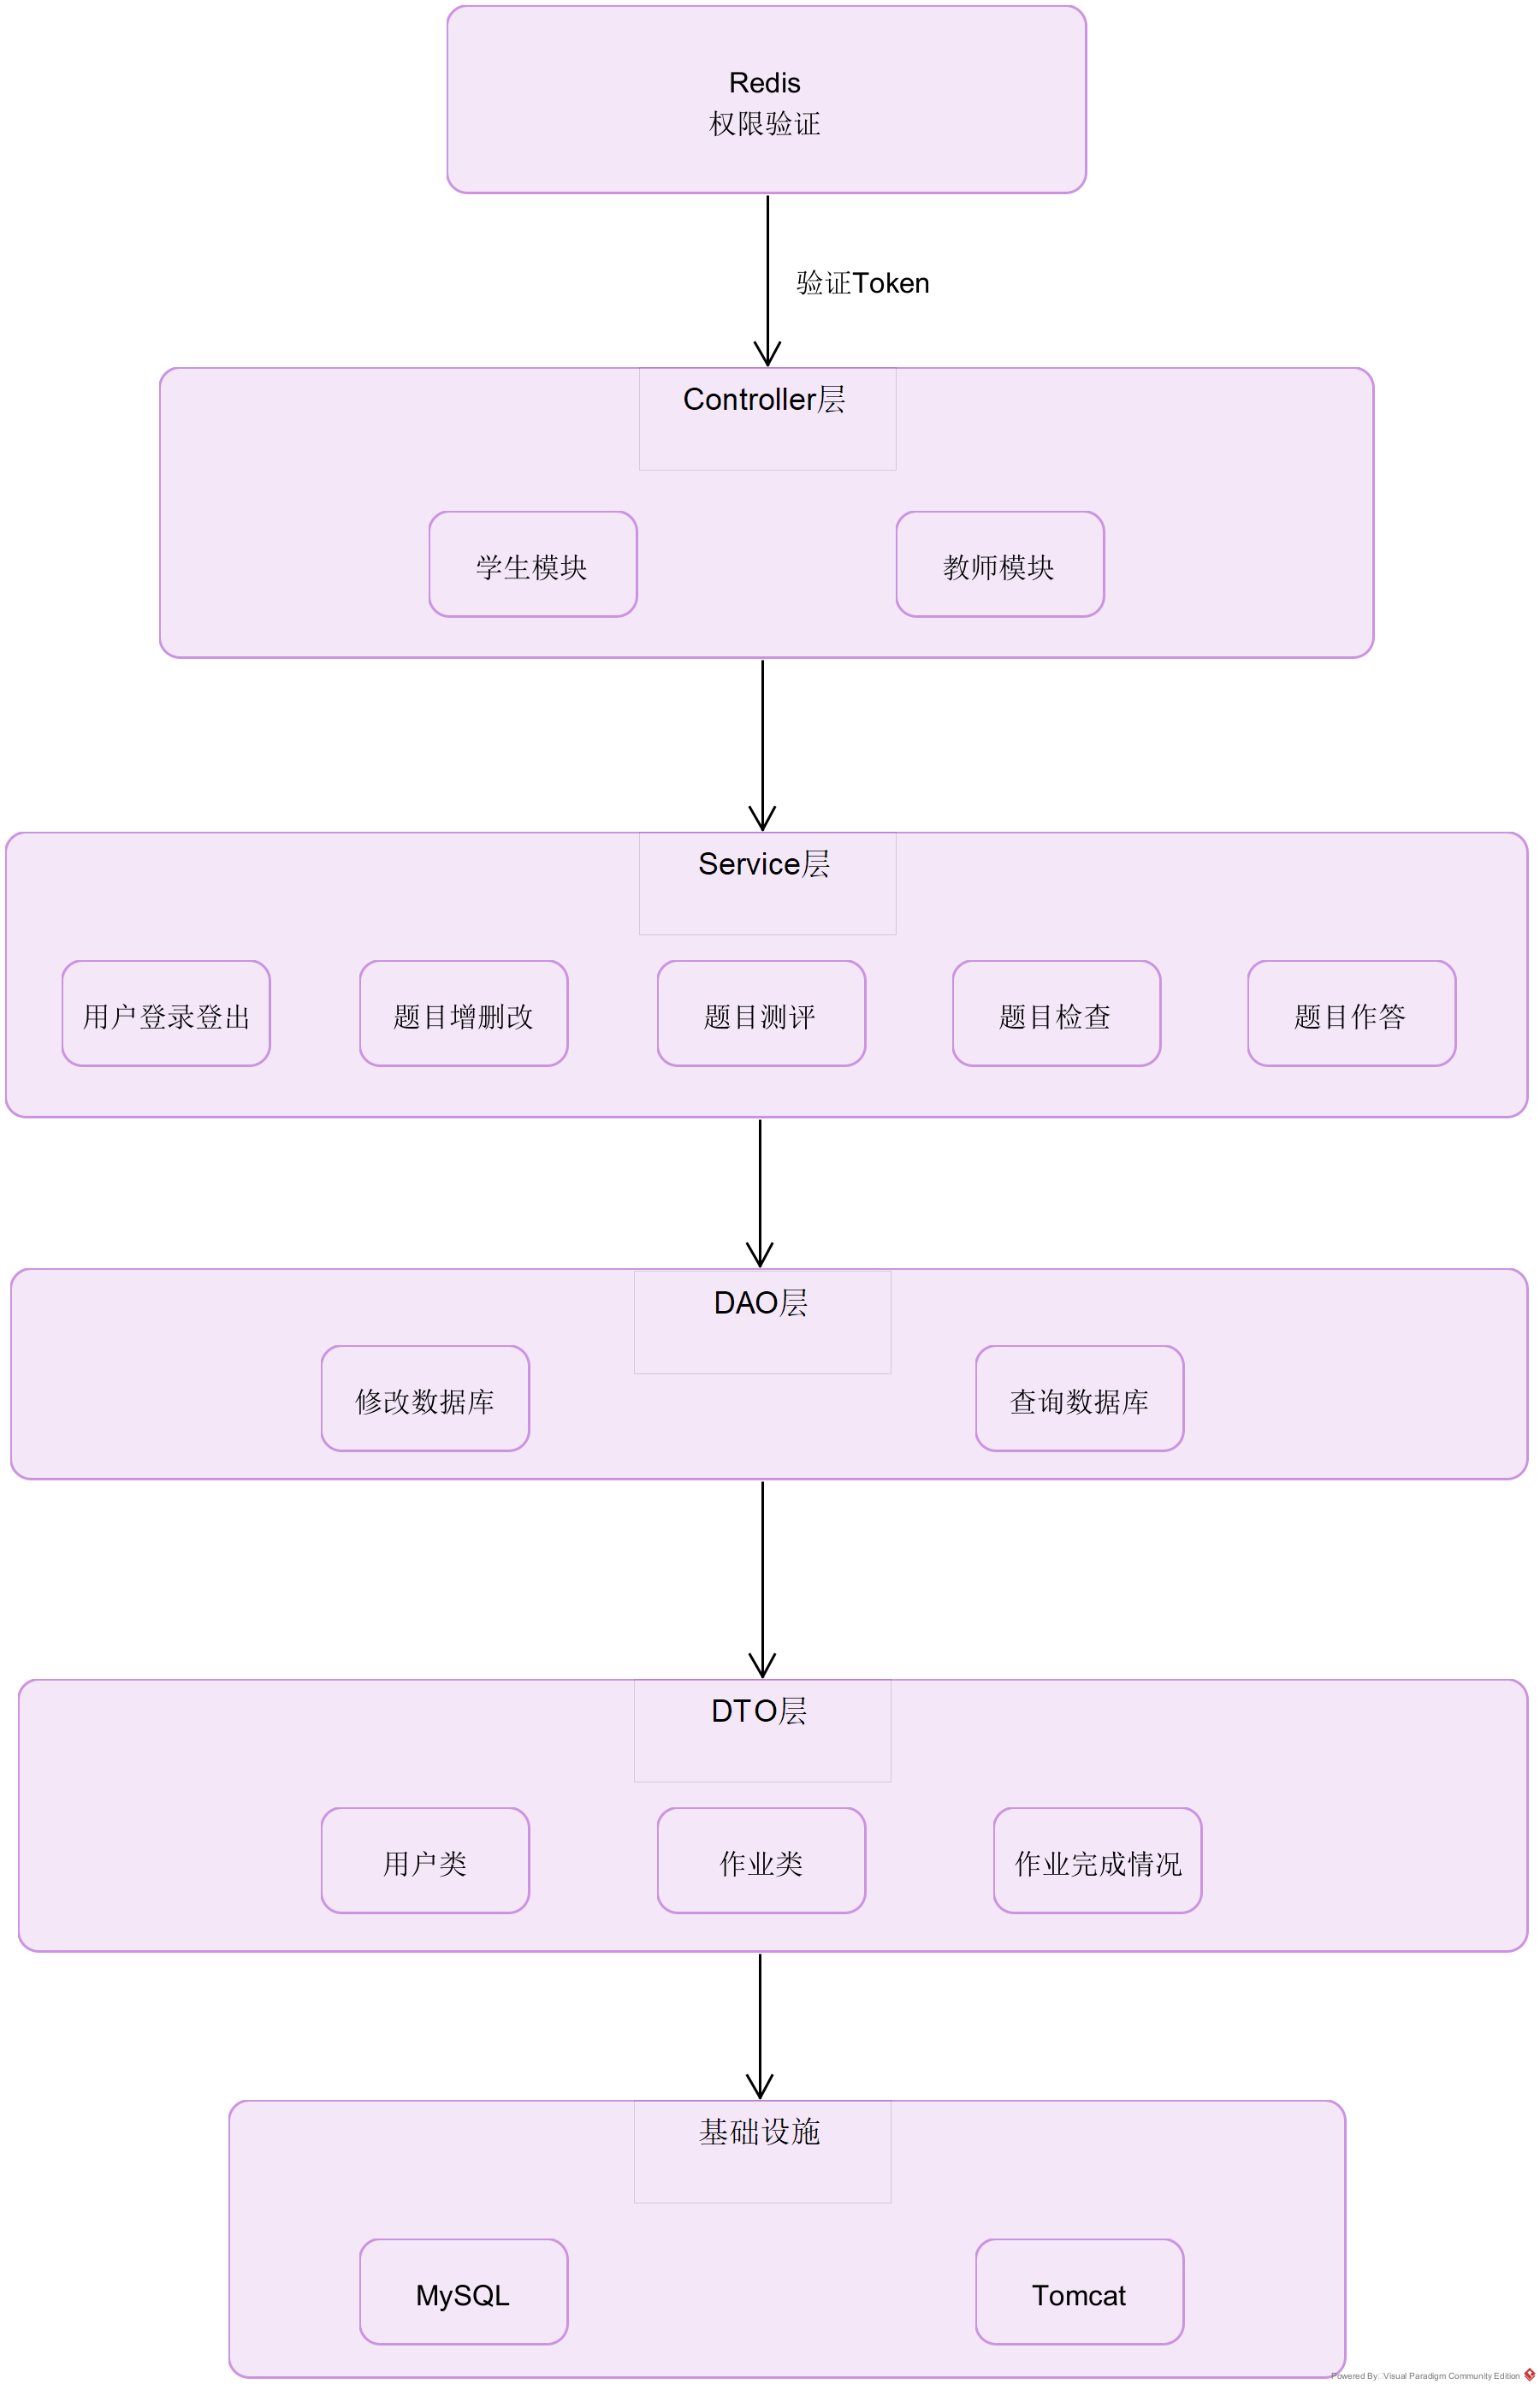 Redis
权限验证
验证Token
Controller层
学生模块
教师模块
Service层
用户登录登出
题目增删改
题目测评
题目检查
题目作答
DAO层
修改数据库
查询数据库
DTO层
用户类
作业类
作业完成情况
基础设施
MySQL
Tomcat
Powered By Visual Paradigm Community Edition